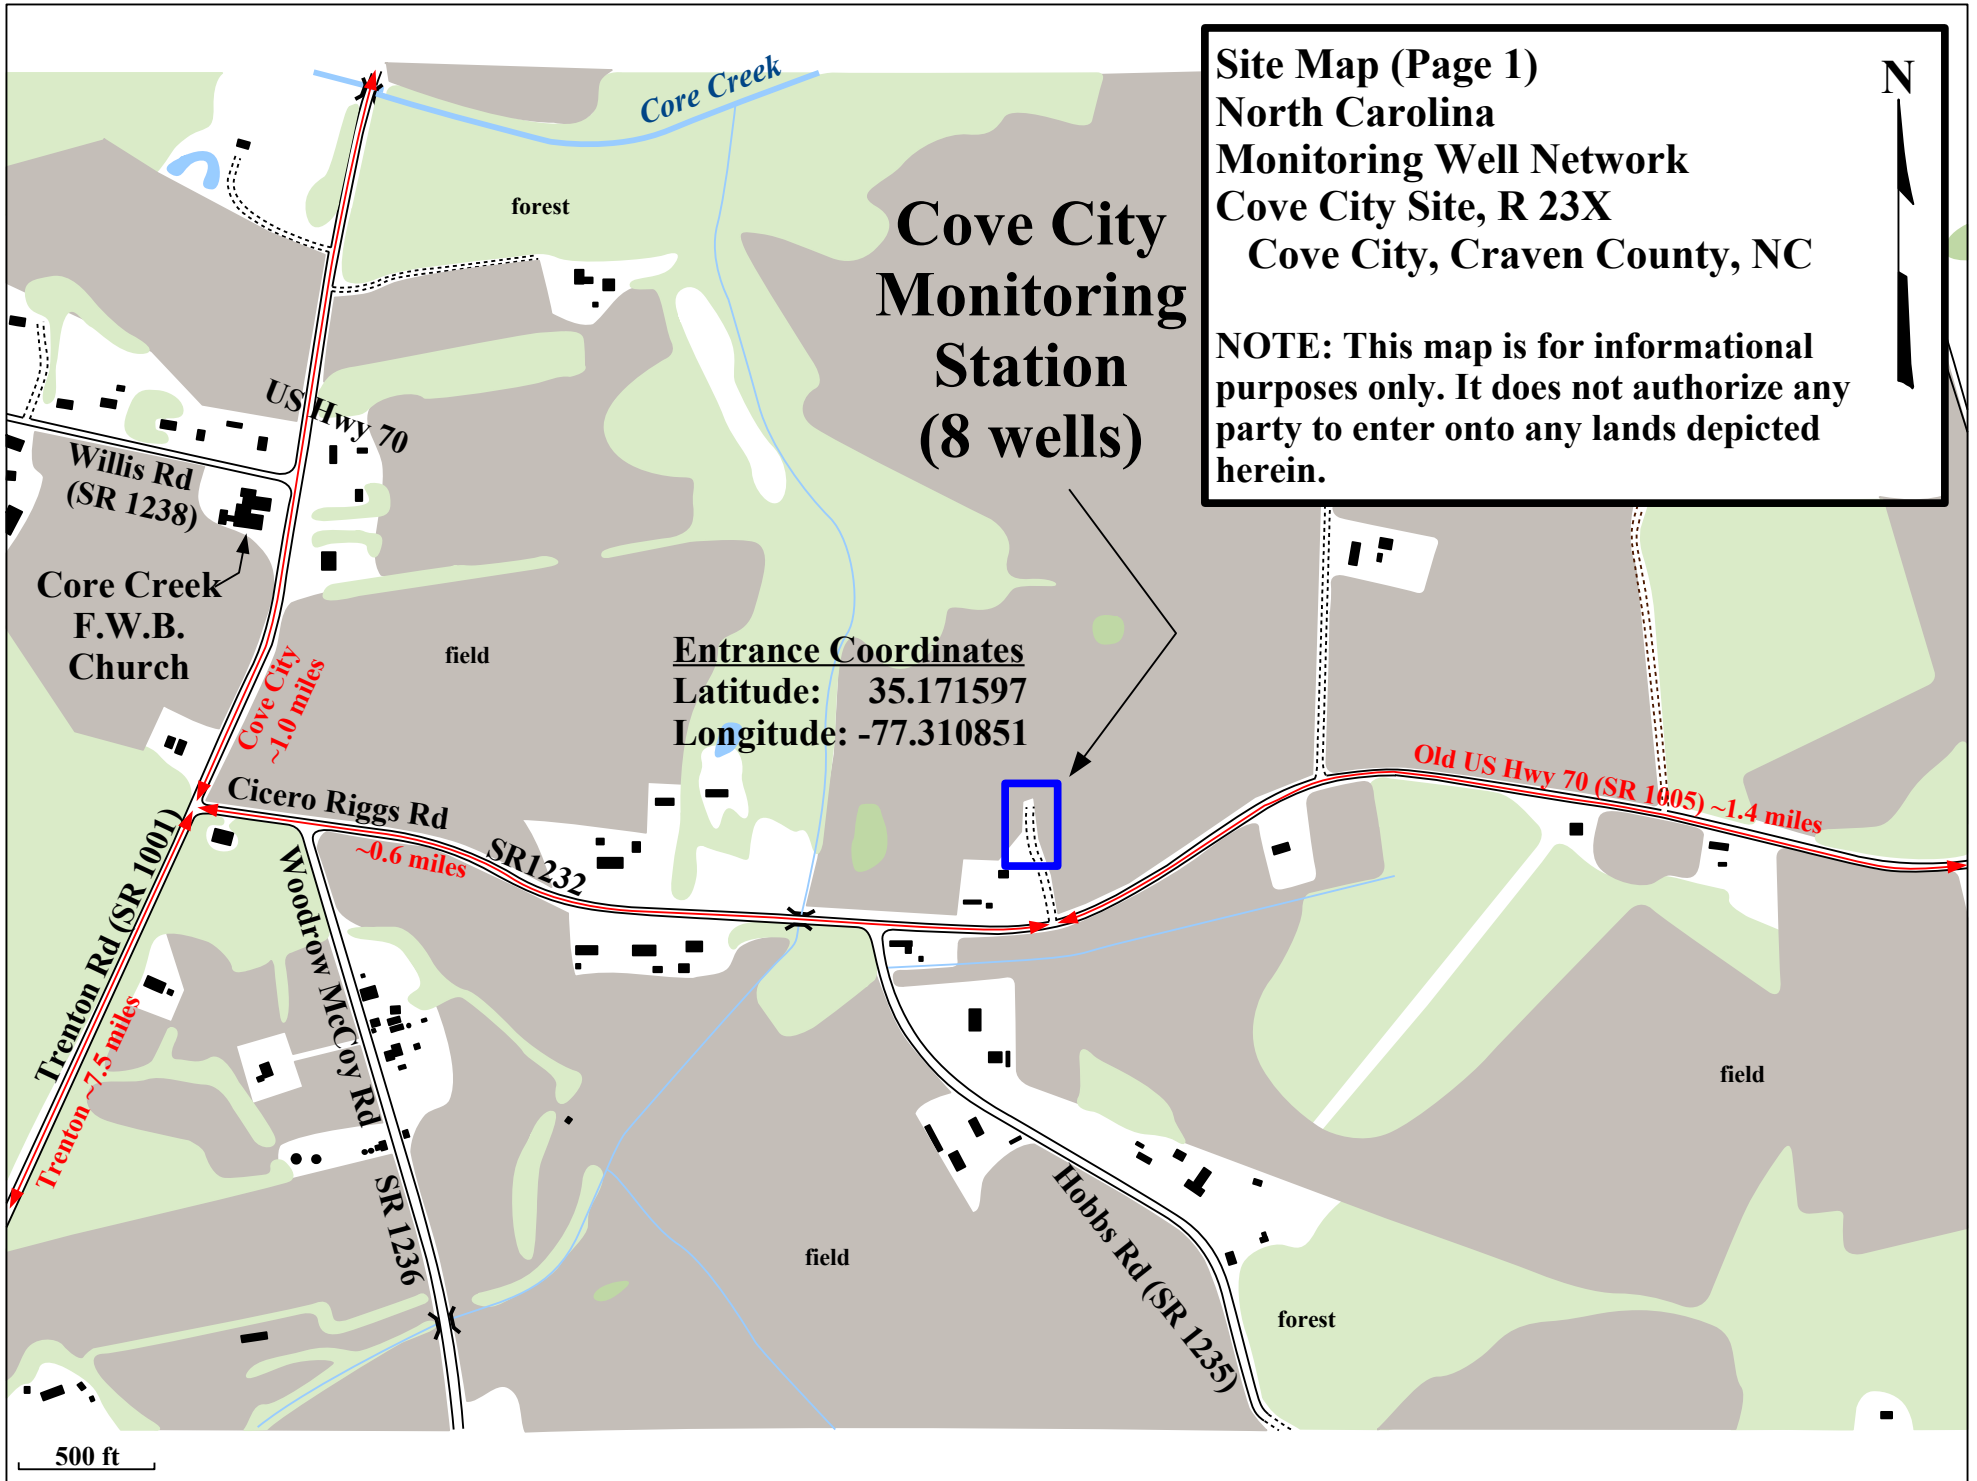 Site Map (Page 1)
North Carolina
Monitoring Well Network
Cove City Site, R 23X
Cove City, Craven County, NC
NOTE: This map is for informational
purposes only. It does not authorize any
party to enter onto any lands depicted
herein.
N
Core Creek
forest
Cove City
Monitoring
Station
(8 wells)
US Hwy 70
Willis Rd
(SR 1238)
Core Creek
F.W.B.
Church
field
Cove City
~1.0 miles
Entrance Coordinates
Latitude: 35.171597
Longitude: -77.310851
Old US Hwy 70 (SR 1005) ~1.4 miles
Cicero Riggs Rd
~0.6 miles
SR1232
Trenton Rd (SR 1001)
Trenton ~7.5 miles
Woodrow McCoy Rd
SR 1236
field
Hobbs Rd (SR 1235)
field
forest
500 ft